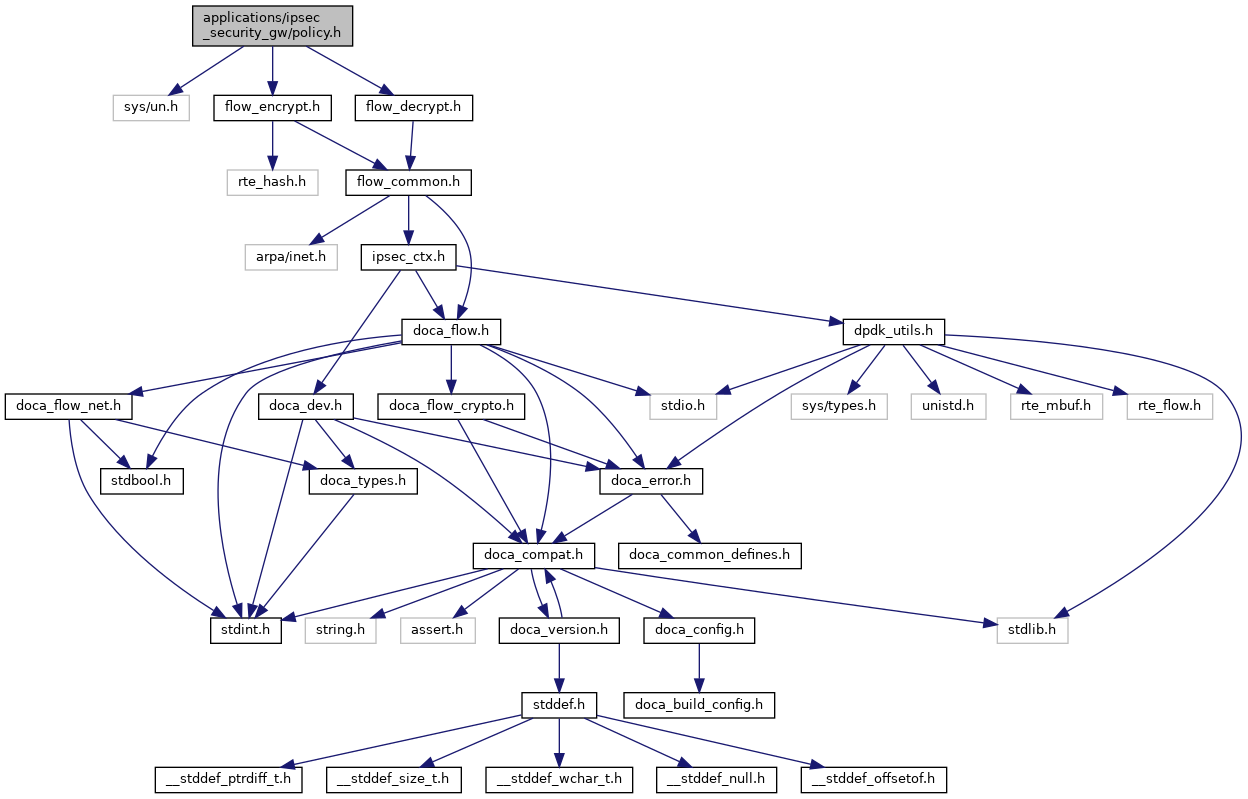 applications/ipsec
_security_gw/policy.h
sys/un.h
flow_encrypt.h
flow_decrypt.h
rte_hash.h
flow_common.h
arpa/inet.h
ipsec_ctx.h
doca_flow.h
dpdk_utils.h
doca_flow_net.h
doca_dev.h
doca_flow_crypto.h
stdio.h
sys/types.h
unistd.h
rte_mbuf.h
rte_flow.h
stdbool.h
doca_types.h
doca_error.h
doca_compat.h
doca_common_defines.h
stdint.h
string.h
assert.h
doca_version.h
doca_config.h
stdlib.h
stddef.h
doca_build_config.h
__stddef_ptrdiff_t.h
__stddef_size_t.h
__stddef_wchar_t.h
__stddef_null.h
__stddef_offsetof.h